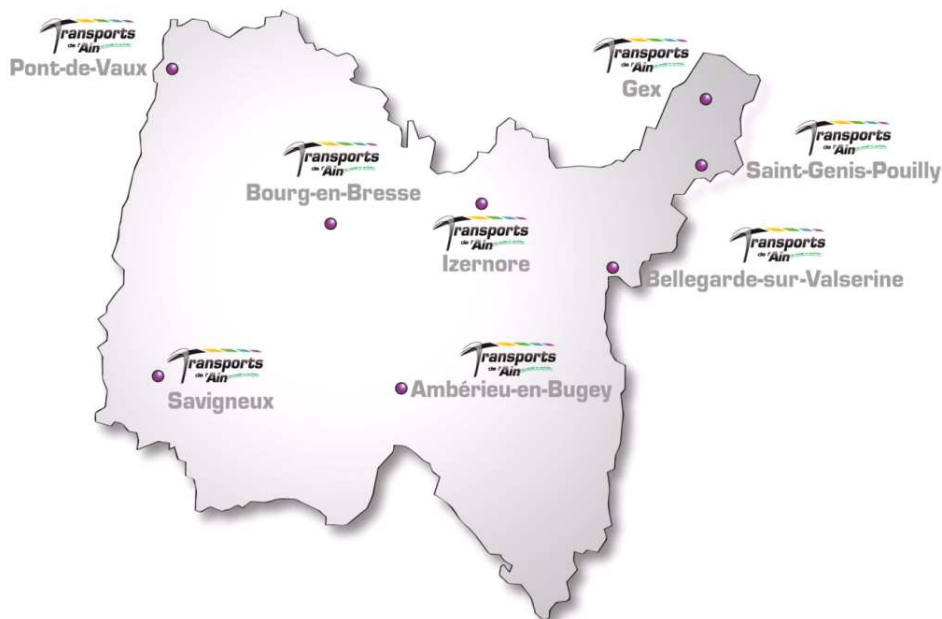 Transports
de l'Ain
Pont-de-Vaux
Transports
de l'Ain
Gex
Transports
de l'Ain
Saint-Genis-Pouilly
Transports
de l'Ain
Bourg-en-Bresse
Transports
de l'Ain
Izernore
Transports
de l'Ain
Bellegarde-sur-Valserine
Transports
de l'Ain
Savigneux
Transports
de l'Ain
Ambérieu-en-Bugey